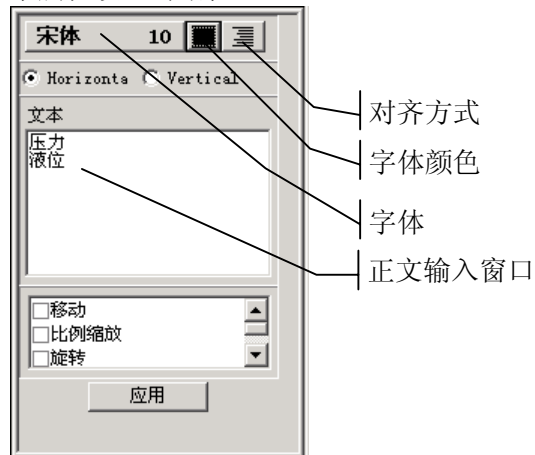 宋体 10
Horizonta Vertical
文本
压力
液位
移动
比例缩放
旋转
应用
对齐方式
字体颜色
字体
正文输入窗口